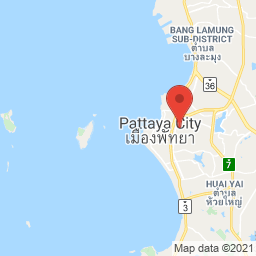 BANG LAMUNG
SUB-DISTRICT
ตำบล
บางละมุง
36
Pattaya City
เมืองพัทยา
7
HUAI YAI
ตำบล
ห้วยใหญ่
3
Map data ©2021